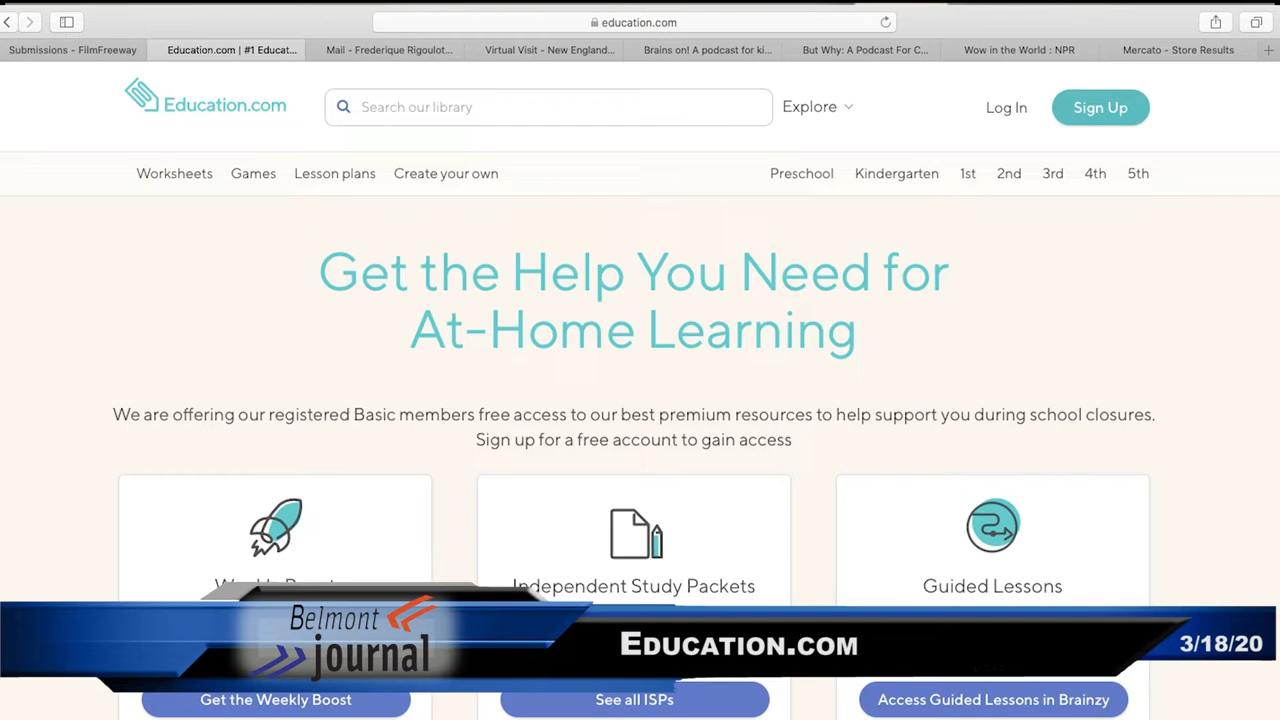 education.com
Submissions - FilmFreeway
Education.com | #1 Educat...
Mail - Frederique Rigoulot...
Virtual Visit - New England...
Brains on! A podcast for ki...
But Why: A Podcast For C...
Wow in the World : NPR
Mercato - Store Results
Education.com
Search our library
Explore
Log In
Sign Up
Worksheets
Games
Lesson plans
Create your own
Preschool
Kindergarten
1st
2nd
3rd
4th
5th
Get the Help You Need for
At-Home Learning
We are offering our registered Basic members free access to our best premium resources to help support you during school closures.
Sign up for a free account to gain access
Independent Study Packets
Guided Lessons
Belmont
journal
Education.com
3/18/20
Get the Weekly Boost
See all ISPs
Access Guided Lessons in Brainzy